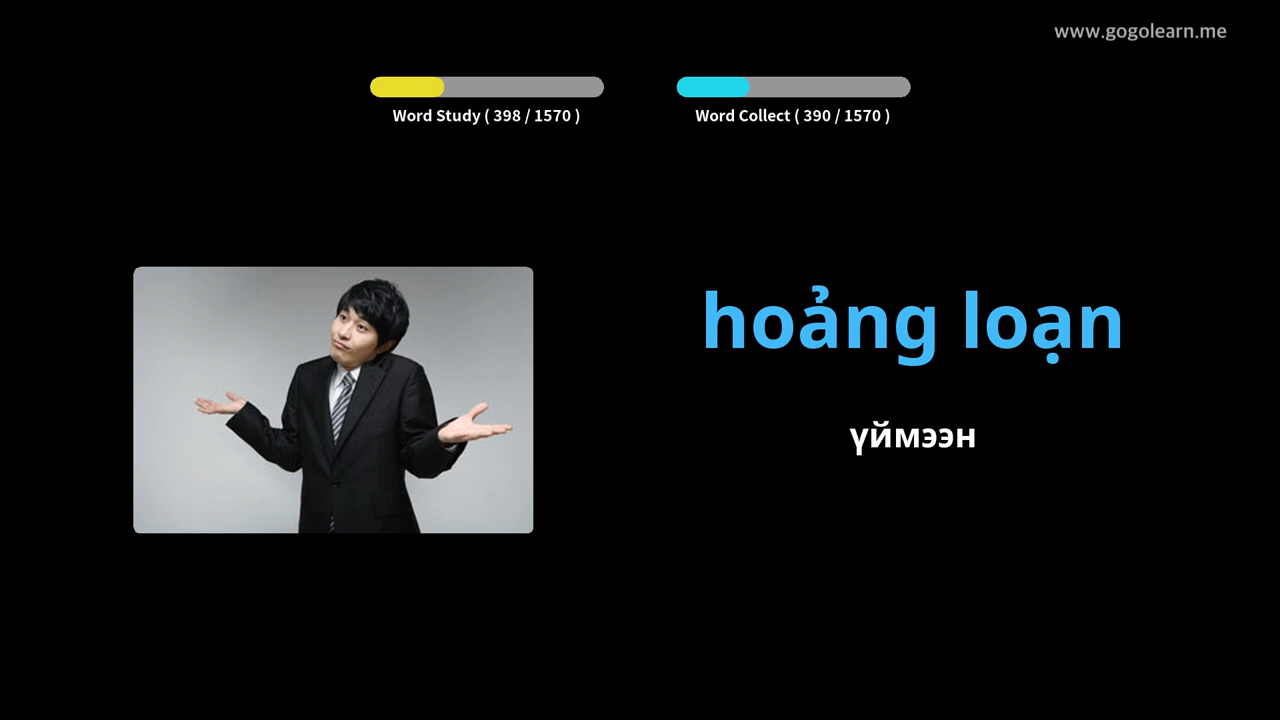 www.gogolearn.me
Word Study ( 398 / 1570 )
Word Collect ( 390 / 1570 )
hoảng loạn
үймээн